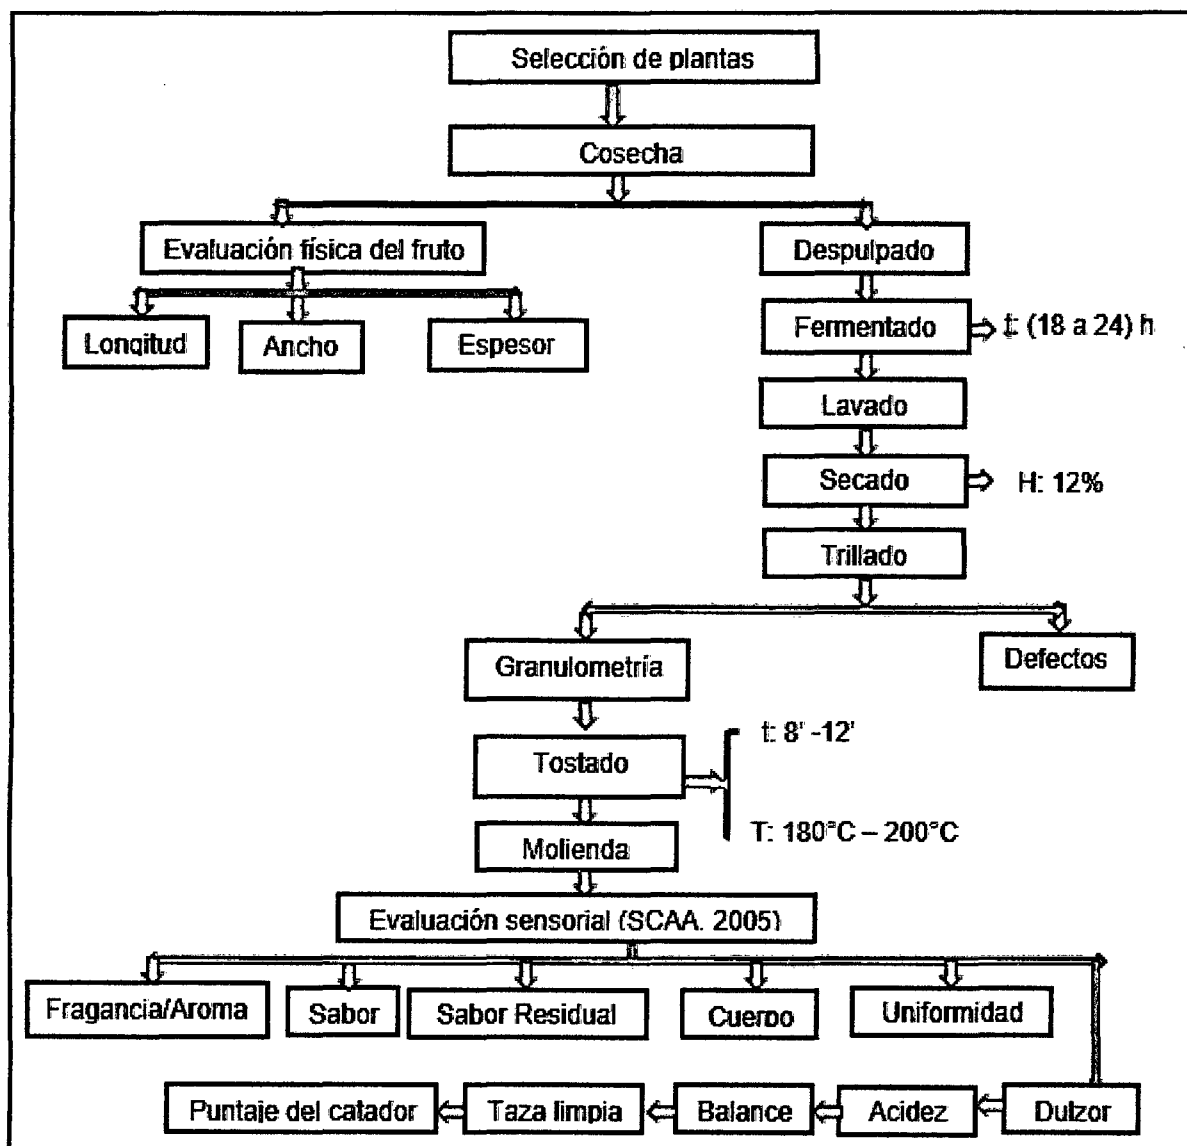 Selección de plantas
Cosecha
Evaluación física del fruto
Despulpado
Longitud
Ancho
Espesor
Fermentado
t: (18 a 24) h
Lavado
Secado
H: 12%
Trillado
Granulometría
Defectos
Tostado
t: 8' -12'
T: 180°C – 200°C
Molienda
Evaluación sensorial (SCAA. 2005)
Fragancia/Aroma
Sabor
Sabor Residual
Cuerpo
Uniformidad
Puntaje del catador
Taza limpia
Balance
Acidez
Dulzor